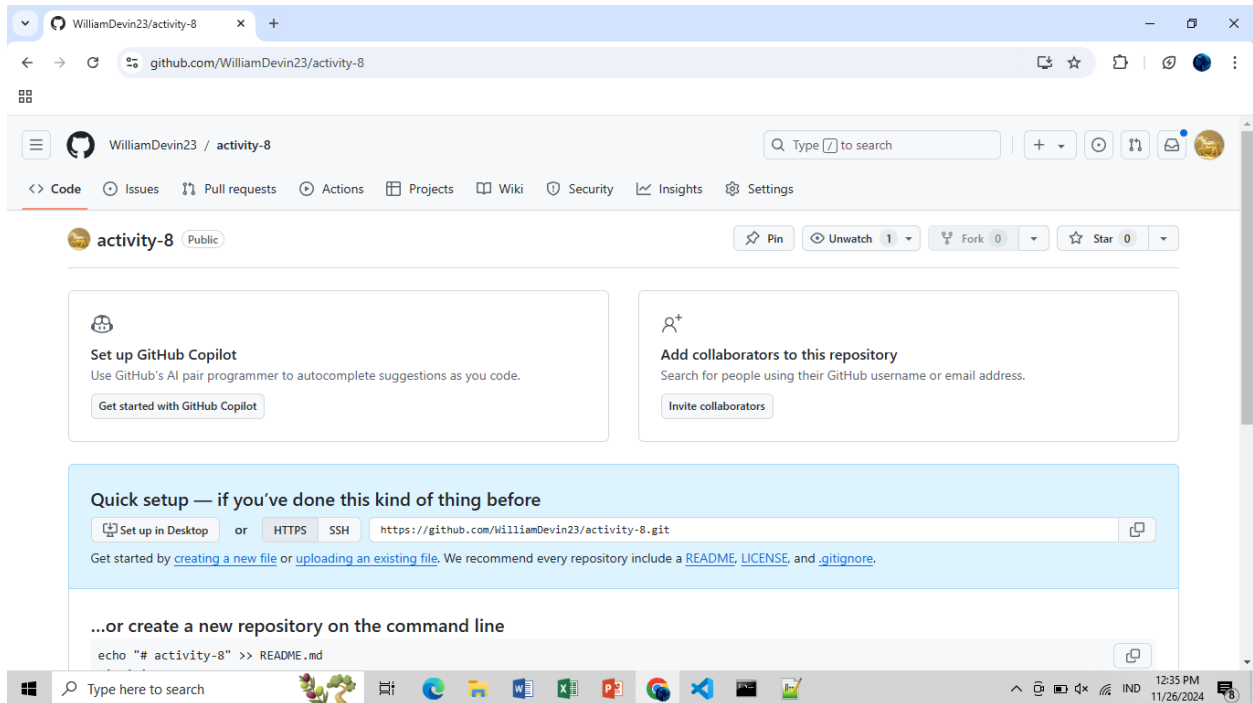 WilliamDevin23/activity-8
github.com/WilliamDevin23/activity-8
WilliamDevin23 / activity-8
Type / to search
Code Issues Pull requests Actions Projects Wiki Security Insights Settings
activity-8 Public
Pin Unwatch 1 Fork 0 Star 0
Set up GitHub Copilot
Use GitHub's AI pair programmer to autocomplete suggestions as you code.
Get started with GitHub Copilot
Add collaborators to this repository
Search for people using their GitHub username or email address.
Invite collaborators
Quick setup — if you've done this kind of thing before
Set up in Desktop or HTTPS SSH https://github.com/WilliamDevin23/activity-8.git
Get started by creating a new file or uploading an existing file. We recommend every repository include a README, LICENSE, and .gitignore.
...or create a new repository on the command line
echo "# activity-8" >> README.md
Type here to search
IND
12:35 PM
11/26/2024
8